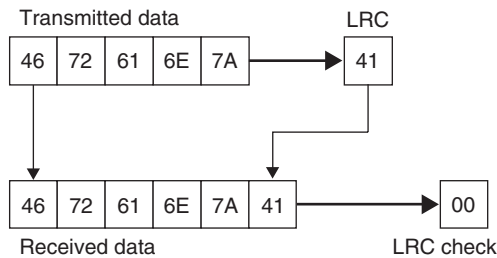 Transmitted data LRC
46 72 61 6E 7A 41
46 72 61 6E 7A 41 00
Received data LRC check